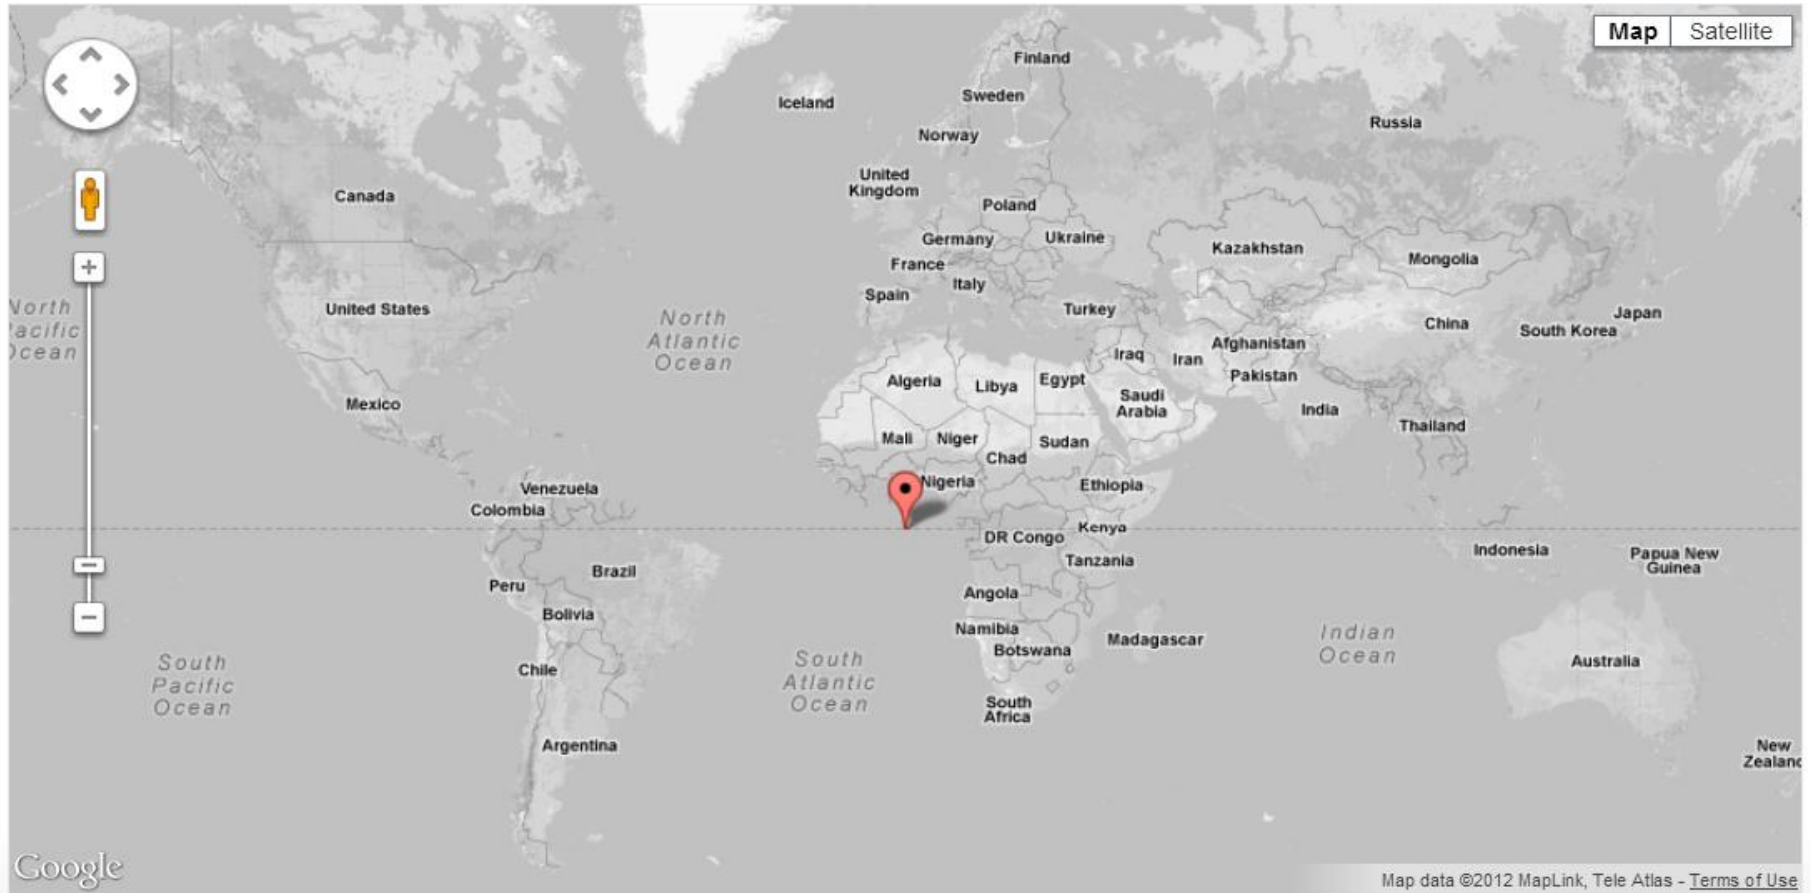 Map
Satellite
Finland
Sweden
Iceland
Russia
Norway
United
Kingdom
Canada
Poland
Germany
Ukraine
Kazakhstan
Mongolia
France
Italy
Spain
North
Pacific
Ocean
United States
North
Atlantic
Ocean
Turkey
Japan
China
South Korea
Iraq
Iran
Afghanistan
Pakistan
Algeria
Libya
Egypt
Saudi
Arabia
India
Thailand
Mexico
Mali
Niger
Sudan
Chad
Nigeria
Ethiopia
Venezuela
Colombia
Kenya
DR Congo
Tanzania
Indonesia
Papua New
Guinea
Brazil
Peru
Angola
Bolivia
Namibia
Botswana
Madagascar
Indian
Ocean
South
Pacific
Ocean
Chile
South
Atlantic
Ocean
Australia
South
Africa
Argentina
New
Zealand
Google
Map data ©2012 MapLink, Tele Atlas - Terms of Use